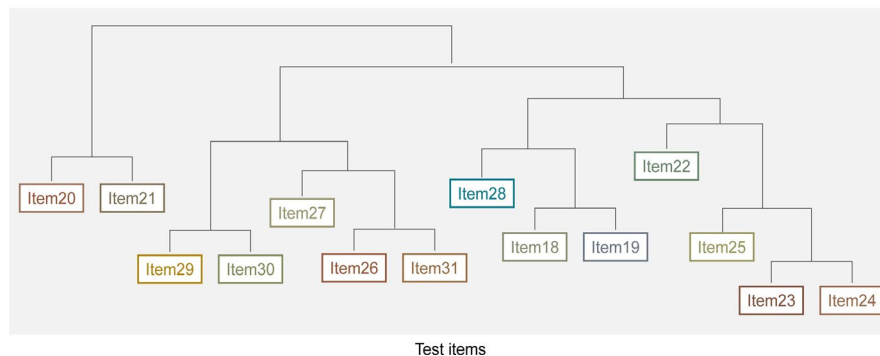 Item22
Item20
Item21
Item28
Item27
Item18
Item19
Item25
Item29
Item30
Item26
Item31
Item23
Item24
Test items